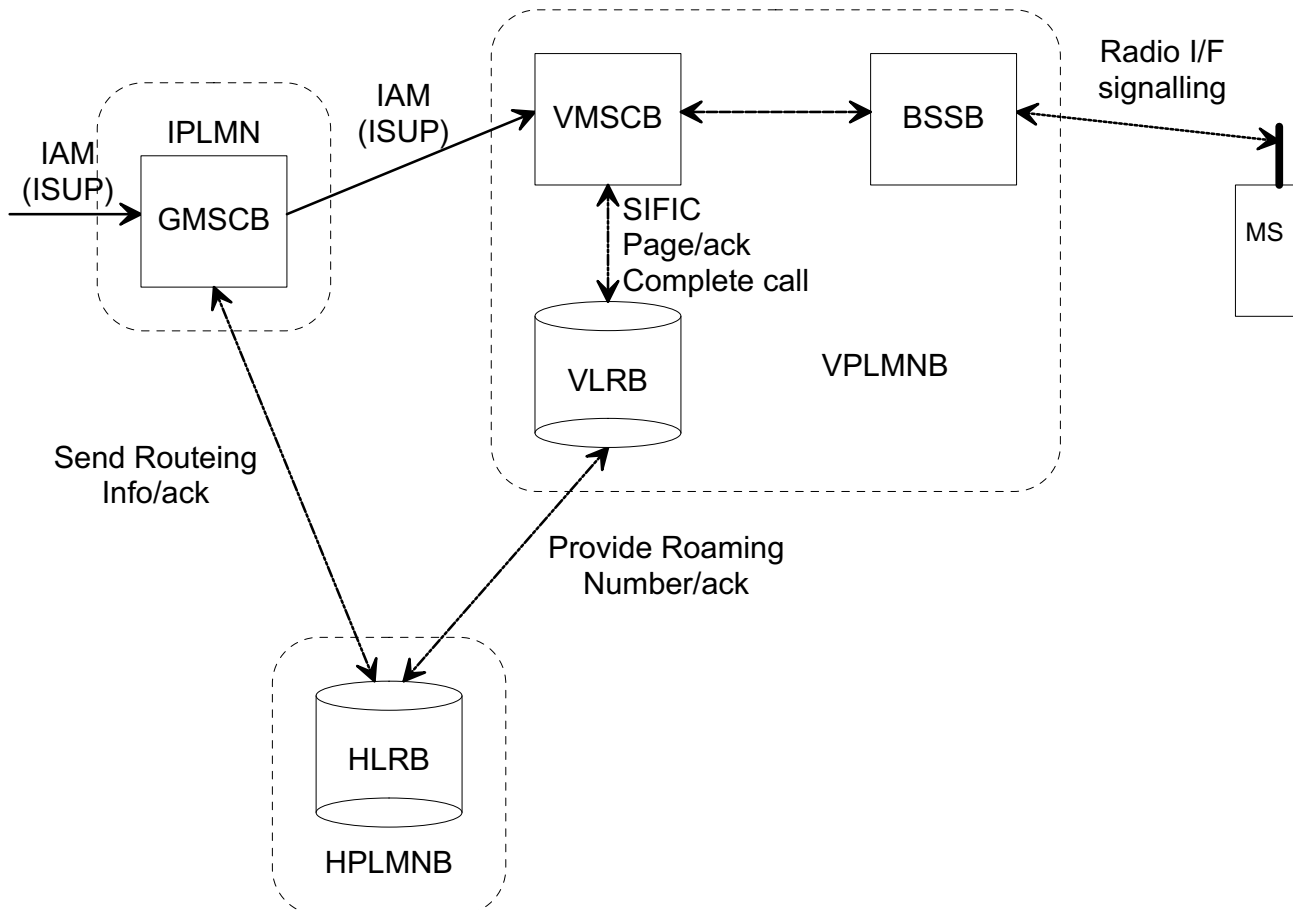 Radio I/F
signalling
IAM
(ISUP)
VMSCB
BSSB
IPLMN
IAM
(ISUP)
GMSCB
SIFIC
Page/ack
Complete call
MS
VLRB
VPLMNB
Send Routeing
Info/ack
Provide Roaming
Number/ack
HLRB
HPLMNB